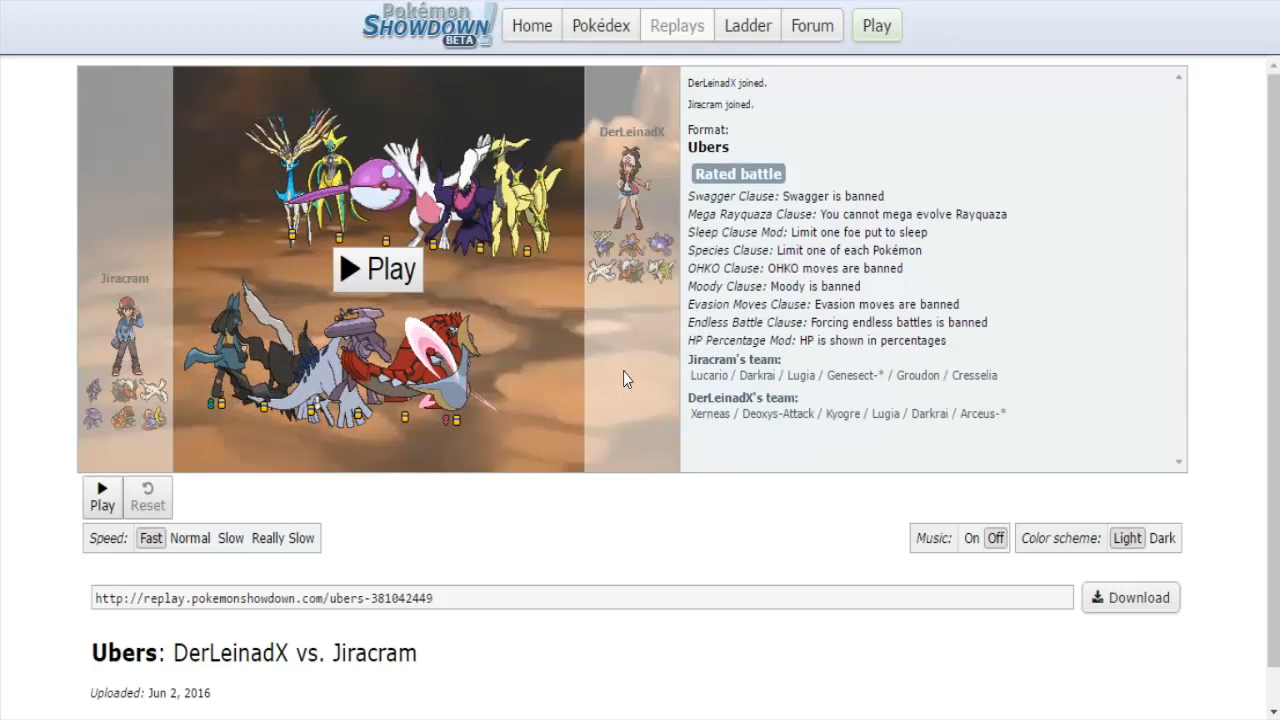 Pokémon
SHOWDOWN!
BETA
Home Pokédex Replays Ladder Forum Play
DerLeinadX
Jiracram
Play
DerLeinadX joined.
Jiracram joined.
Format:
Ubers
Rated battle
Swagger Clause: Swagger is banned
Mega Rayquaza Clause: You cannot mega evolve Rayquaza
Sleep Clause Mod: Limit one foe put to sleep
Species Clause: Limit one of each Pokémon
OHKO Clause: OHKO moves are banned
Moody Clause: Moody is banned
Evasion Moves Clause: Evasion moves are banned
Endless Battle Clause: Forcing endless battles is banned
HP Percentage Mod: HP is shown in percentages
Jiracram's team:
Lucario / Darkrai / Lugia / Genesect-* / Groudon / Cresselia
DerLeinadX's team:
Xerneas / Deoxys-Attack / Kyogre / Lugia / Darkrai / Arceus-*
Play Reset
Speed: Fast Normal Slow Really Slow
Music: On Off Color scheme: Light Dark
http://replay.pokemonshowdown.com/ubers-381042449
Download
Ubers: DerLeinadX vs. Jiracram
Uploaded: Jun 2, 2016